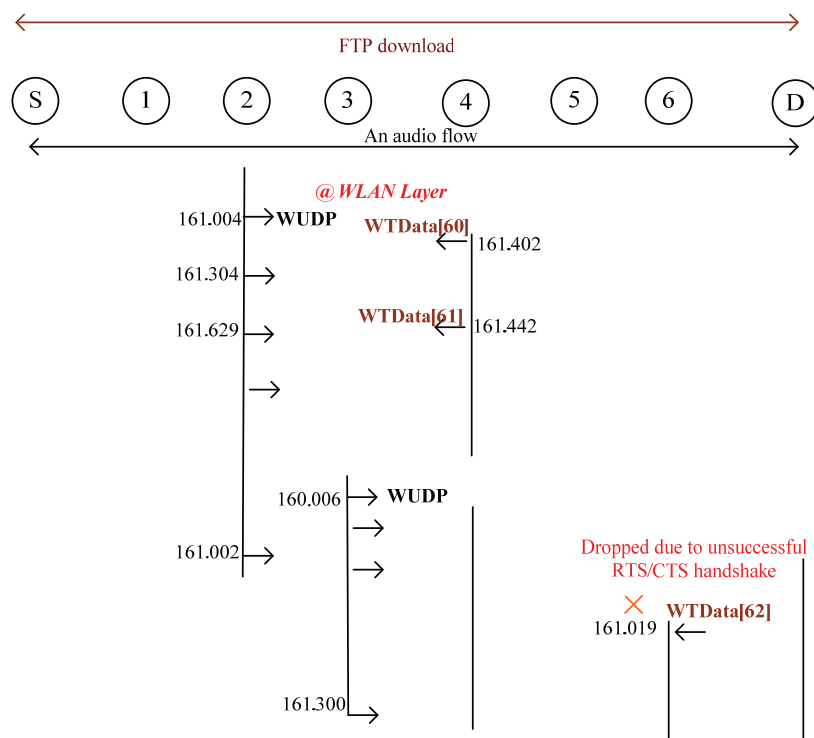 FTP download
S 1 2 3 4 5 6 D
An audio flow
@ WLAN Layer
161.004 WUDP
WTData[60]
161.402
161.304
WTData[61]
161.442
161.629
160.006 WUDP
161.002
Dropped due to unsuccessful
RTS/CTS handshake
WTData[62]
161.019
161.300